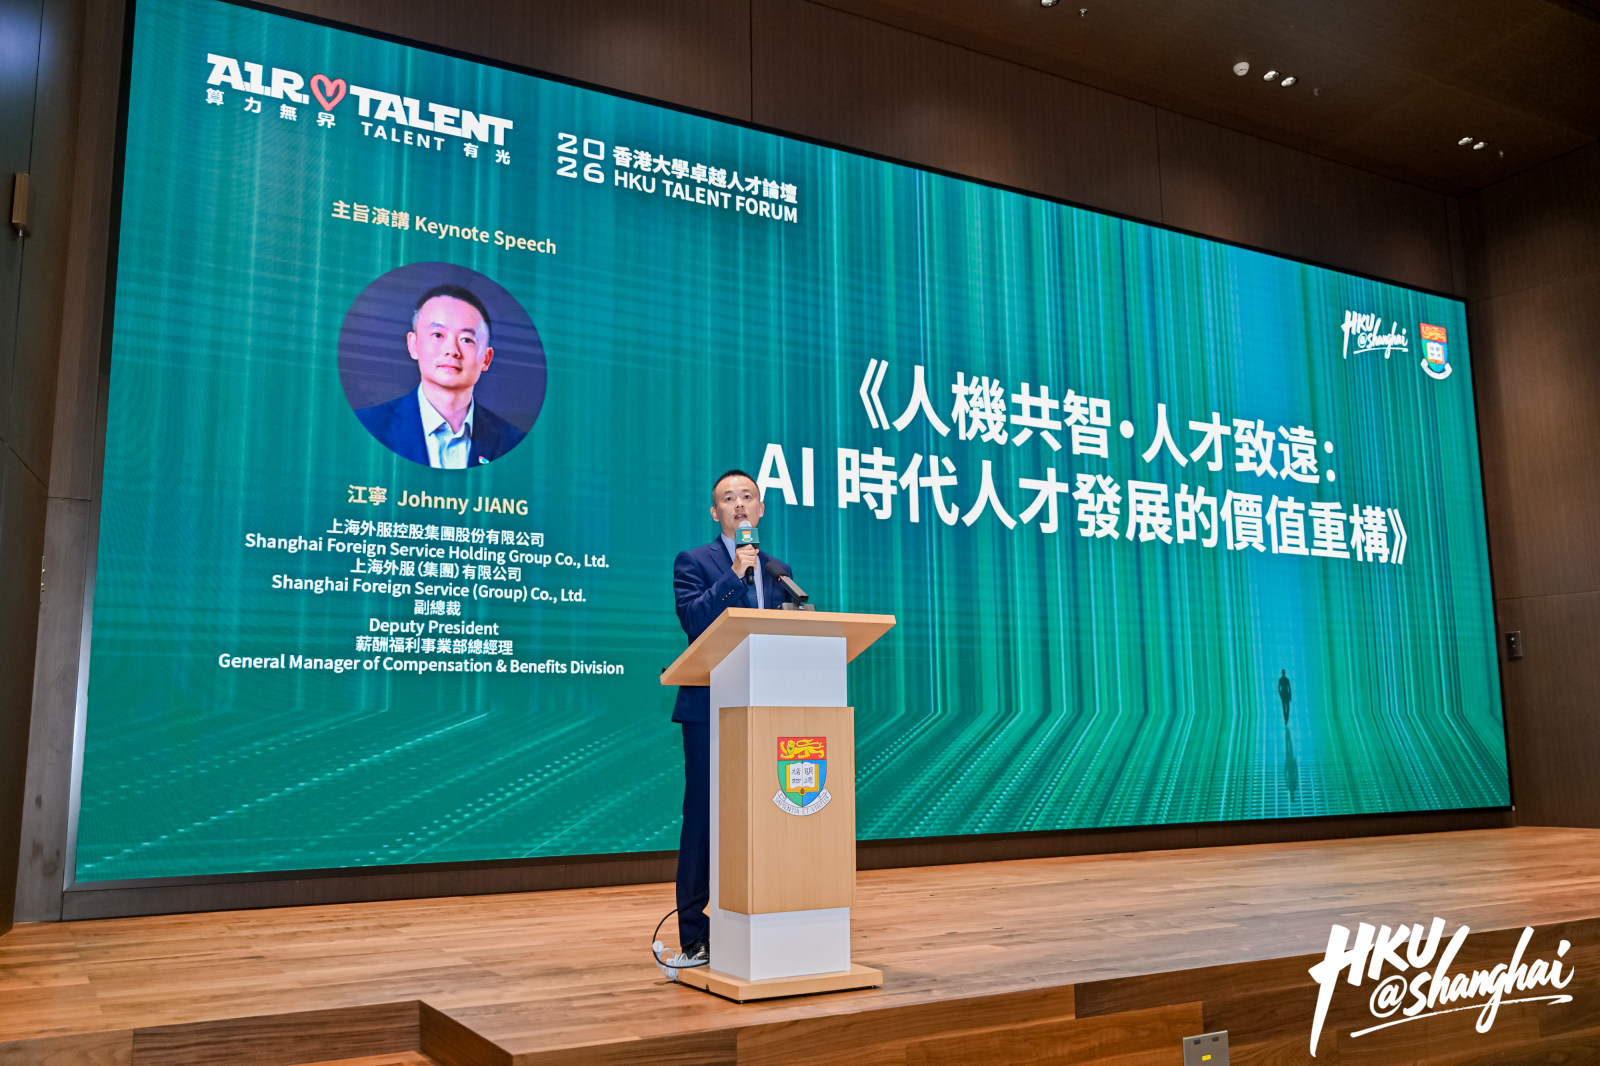 A.I.R. TALENT
算力無界 TALENT 有光
2026
香港大學卓越人才論壇
HKU TALENT FORUM
主旨演講 Keynote Speech
江寧 Johnny JIANG
上海外服控股集團股份有限公司
Shanghai Foreign Service Holding Group Co., Ltd.
上海外服（集團）有限公司
Shanghai Foreign Service (Group) Co., Ltd.
副總裁
Deputy President
薪酬福利事業部總經理
General Manager of Compensation & Benefits Division
HKU
@Shanghai
《人機共智·人才致遠：
AI 時代人才發展的價值重構》
HKU
@Shanghai